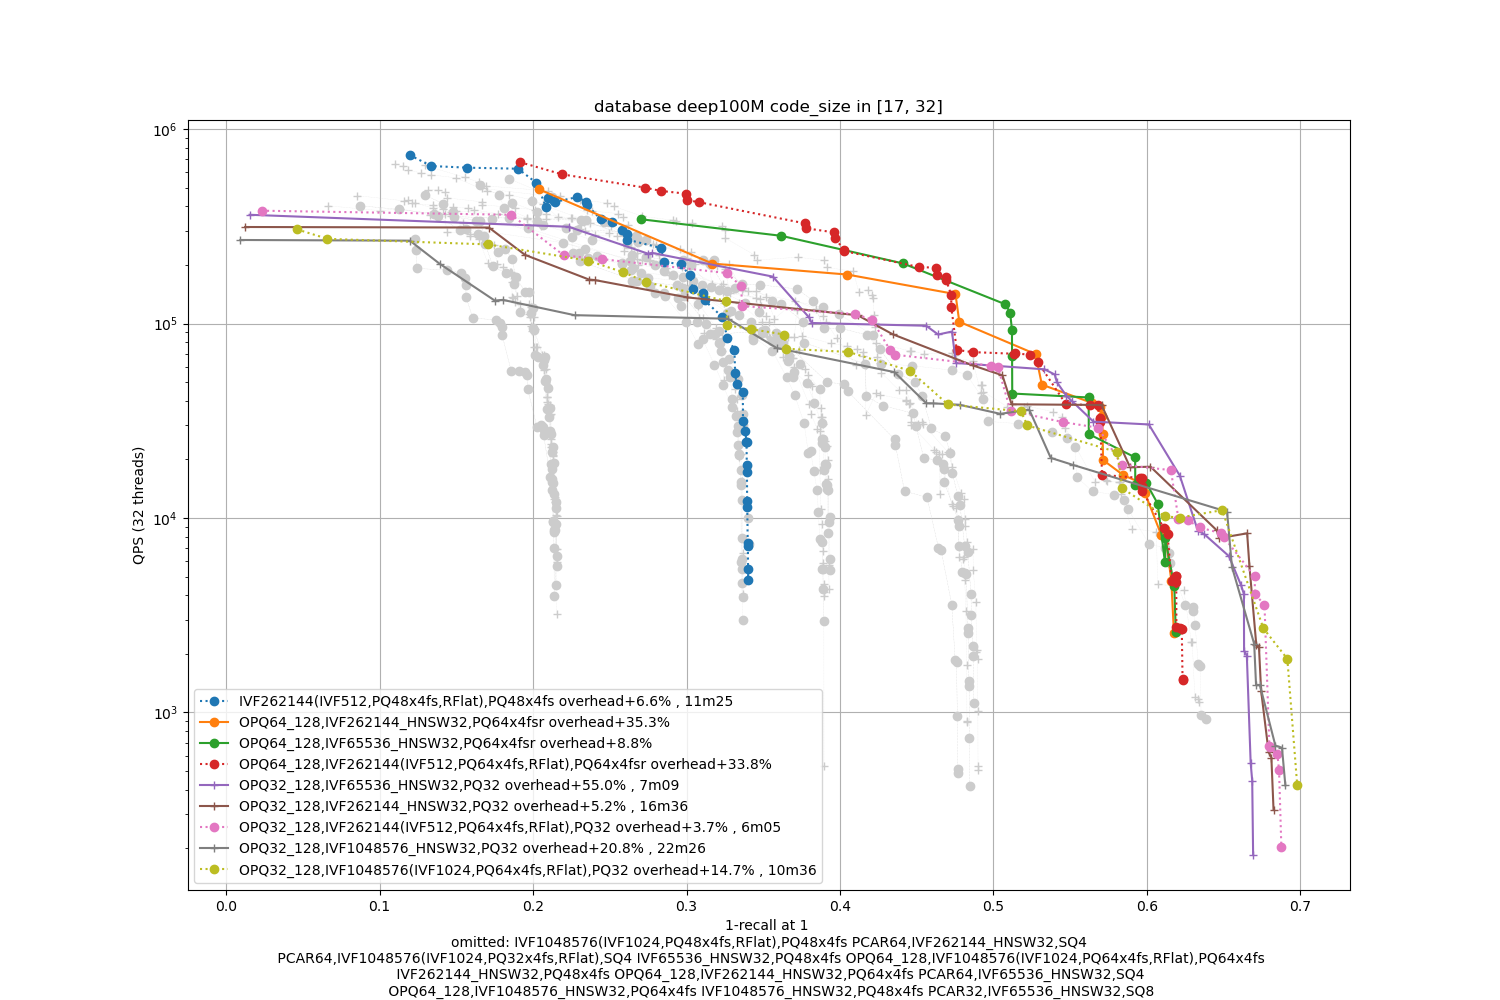 database deep100M code_size in [17, 32]
10^6
10^5
10^4
10^3
QPS (32 threads)
IVF262144(IVF512,PQ48x4fs,RFlat),PQ48x4fs overhead+6.6% , 11m25
OPQ64_128,IVF262144_HNSW32,PQ64x4fsr overhead+35.3%
OPQ64_128,IVF65536_HNSW32,PQ64x4fsr overhead+8.8%
OPQ64_128,IVF262144(IVF512,PQ64x4fs,RFlat),PQ64x4fsr overhead+33.8%
OPQ32_128,IVF65536_HNSW32,PQ32 overhead+55.0% , 7m09
OPQ32_128,IVF262144_HNSW32,PQ32 overhead+5.2% , 16m36
OPQ32_128,IVF262144(IVF512,PQ64x4fs,RFlat),PQ32 overhead+3.7% , 6m05
OPQ32_128,IVF1048576_HNSW32,PQ32 overhead+20.8% , 22m26
OPQ32_128,IVF1048576(IVF1024,PQ64x4fs,RFlat),PQ32 overhead+14.7% , 10m36
0.0 0.1 0.2 0.3 0.4 0.5 0.6 0.7
1-recall at 1
omitted: IVF1048576(IVF1024,PQ48x4fs,RFlat),PQ48x4fs PCAR64,IVF262144_HNSW32,SQ4
PCAR64,IVF1048576(IVF1024,PQ32x4fs,RFlat),SQ4 IVF65536_HNSW32,PQ48x4fs OPQ64_128,IVF1048576(IVF1024,PQ64x4fs,RFlat),PQ64x4fs
IVF262144_HNSW32,PQ48x4fs OPQ64_128,IVF262144_HNSW32,PQ64x4fs PCAR64,IVF65536_HNSW32,SQ4
OPQ64_128,IVF1048576_HNSW32,PQ64x4fs IVF1048576_HNSW32,PQ48x4fs PCAR32,IVF65536_HNSW32,SQ8